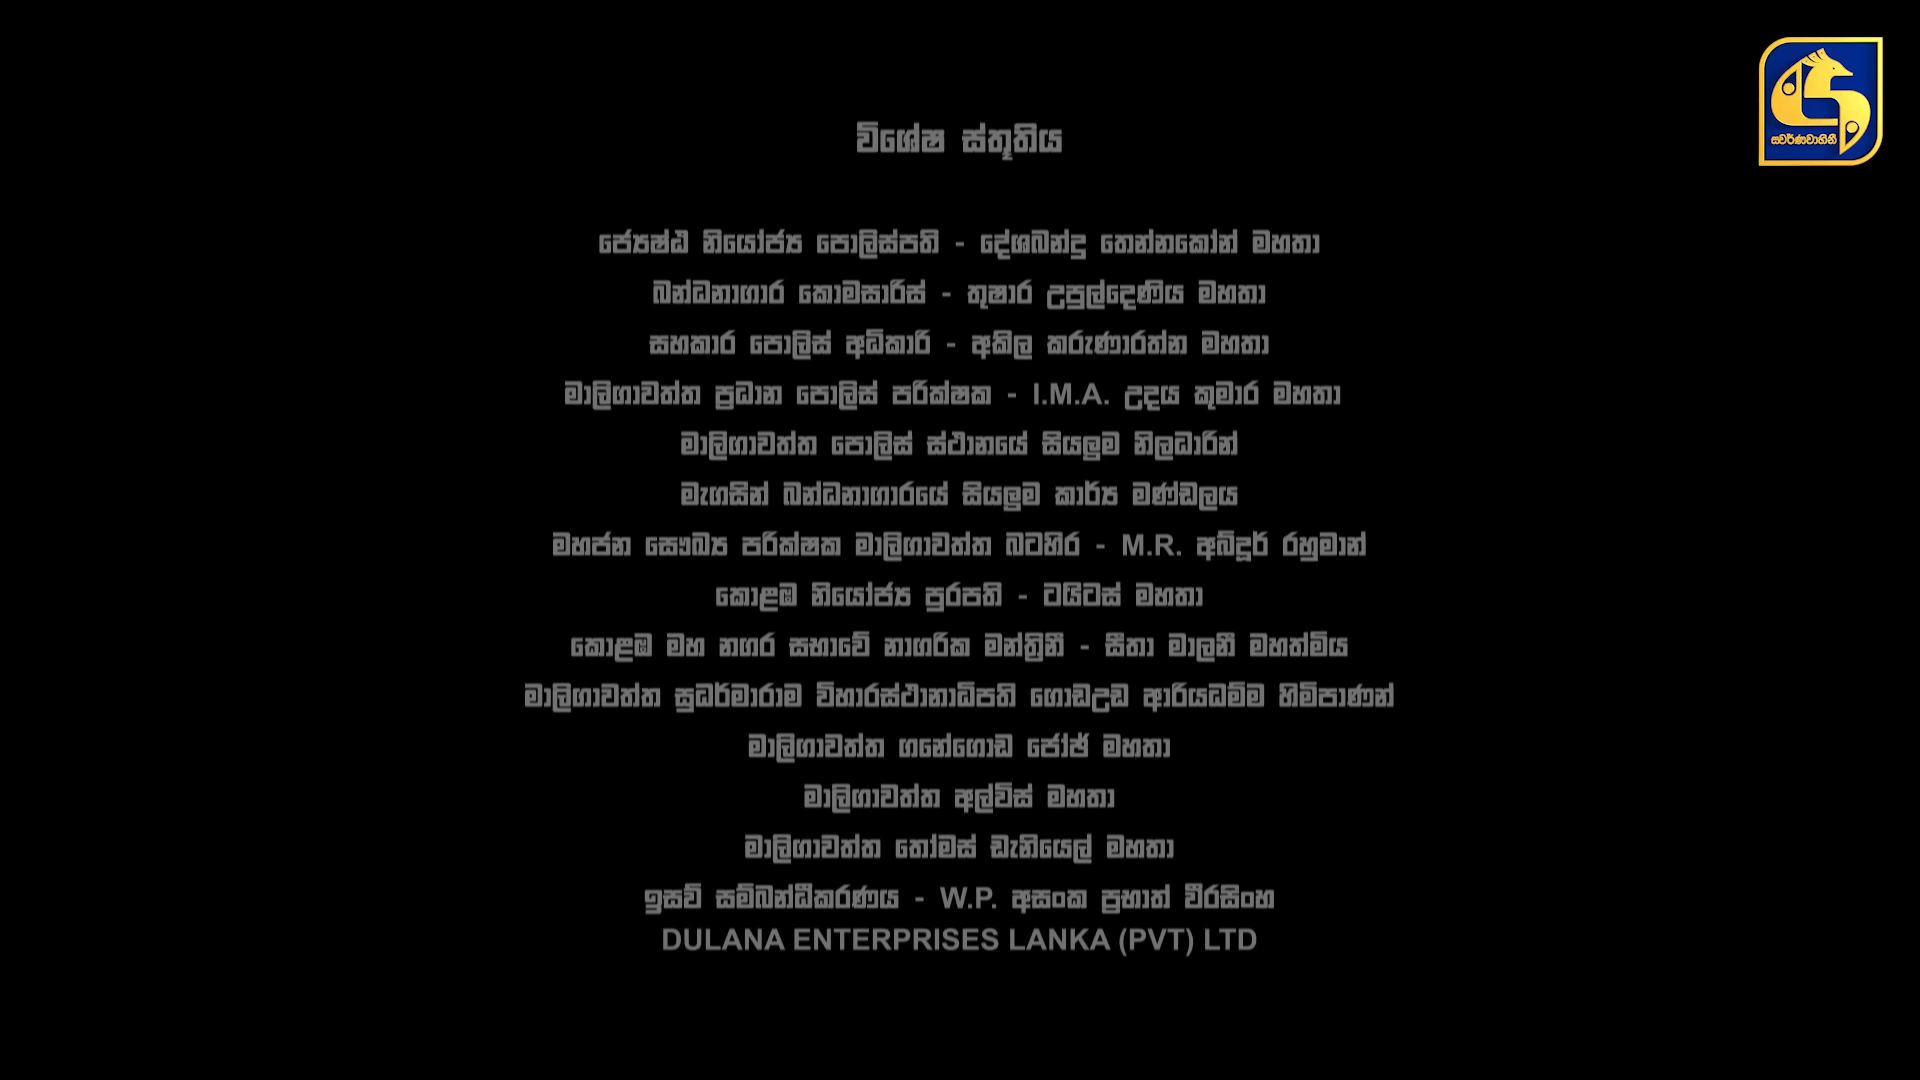 ස්වර්ණවාහිනී
විශේෂ ස්තූතිය
ජ්‍යෙෂ්ඨ නියෝජ්‍ය පොලිස්පති - දේශබන්දු තෙන්නකෝන් මහතා
බන්ධනාගාර කොමසාරිස් - තුෂාර උපුල්දෙණිය මහතා
සහකාර පොලිස් අධිකාරි - අකිල කරුණාරත්න මහතා
මාලිගාවත්ත ප්‍රධාන පොලිස් පරික්ෂක - I.M.A. උදය කුමාර මහතා
මාලිගාවත්ත පොලිස් ස්ථානයේ සියලුම නිලධාරින්
මැගසින් බන්ධනාගාරයේ සියලුම කාර්ය මණ්ඩලය
මහජන සෞඛ්‍ය පරික්ෂක මාලිගාවත්ත බටහිර - M.R. අබ්දූර් රහුමාන්
කොළඹ නියෝජ්‍ය පුරපති - ටයිටස් මහතා
කොළඹ මහ නගර සභාවේ නාගරික මන්ත්‍රිනී - සීතා මාලනී මහත්මිය
මාලිගාවත්ත සුධර්මාරාම විහාරස්ථානාධිපති ගොඩඋඩ ආරියධම්ම හිමිපාණන්
මාලිගාවත්ත ගනේගොඩ ජෝජ් මහතා
මාලිගාවත්ත අල්විස් මහතා
මාලිගාවත්ත තෝමස් ඩැනියෙල් මහතා
ඉසව් සම්බන්ධීකරණය - W.P. අසංක ප්‍රභාත් වීරසිංහ
DULANA ENTERPRISES LANKA (PVT) LTD